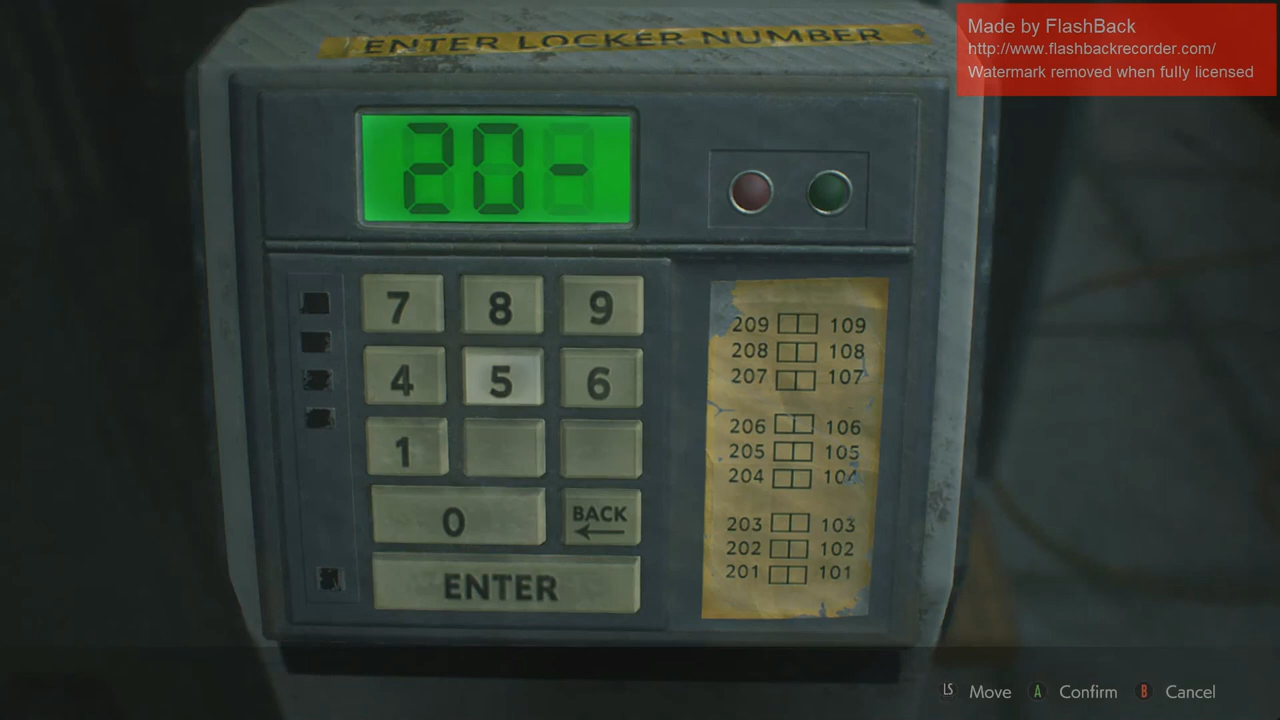 ENTER LOCKER NUMBER
Made by FlashBack
http://www.flashbackrecorder.com/
Watermark removed when fully licensed
20-
7 8 9
4 5 6
1
0 BACK
ENTER
209 109
208 108
207 107
206 106
205 105
204 104
203 103
202 102
201 101
LS Move A Confirm B Cancel